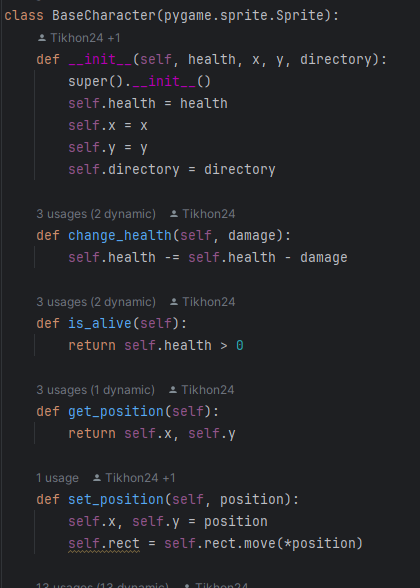 class BaseCharacter(pygame.sprite.Sprite):
Tikhon24 +1
def __init__(self, health, x, y, directory):
super().__init__()
self.health = health
self.x = x
self.y = y
self.directory = directory
3 usages (2 dynamic) Tikhon24
def change_health(self, damage):
self.health -= self.health - damage
3 usages (2 dynamic) Tikhon24
def is_alive(self):
return self.health > 0
3 usages (1 dynamic) Tikhon24
def get_position(self):
return self.x, self.y
1 usage Tikhon24 +1
def set_position(self, position):
self.x, self.y = position
self.rect = self.rect.move(*position)
13 usages (13 dynamic) Tikhon24